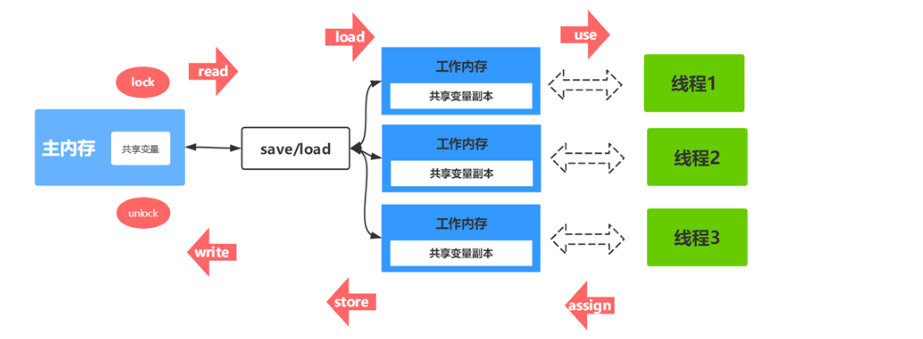 load
use
read
lock
工作内存
共享变量副本
线程1
主内存
共享变量
save/load
工作内存
共享变量副本
线程2
unlock
工作内存
共享变量副本
线程3
write
store
assign